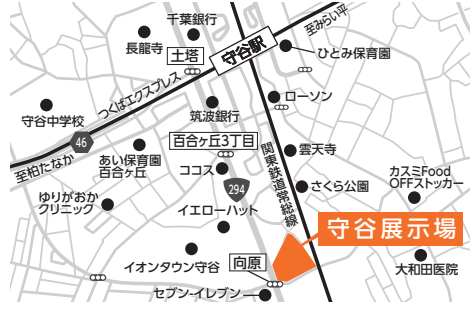 千葉銀行
至みらい平
長龍寺
土塔
守谷駅
ひとみ保育園
つくばエクスプレス
ローソン
守谷中学校
筑波銀行
46
百合ヶ丘3丁目
関東鉄道常総線
雲天寺
至柏たなか
あい保育園
百合ヶ丘
ココス
カスミFood
OFFストッカー
294
さくら公園
ゆりがおか
クリニック
イエローハット
守谷展示場
イオンタウン守谷
向原
大和田医院
セブン-イレブン